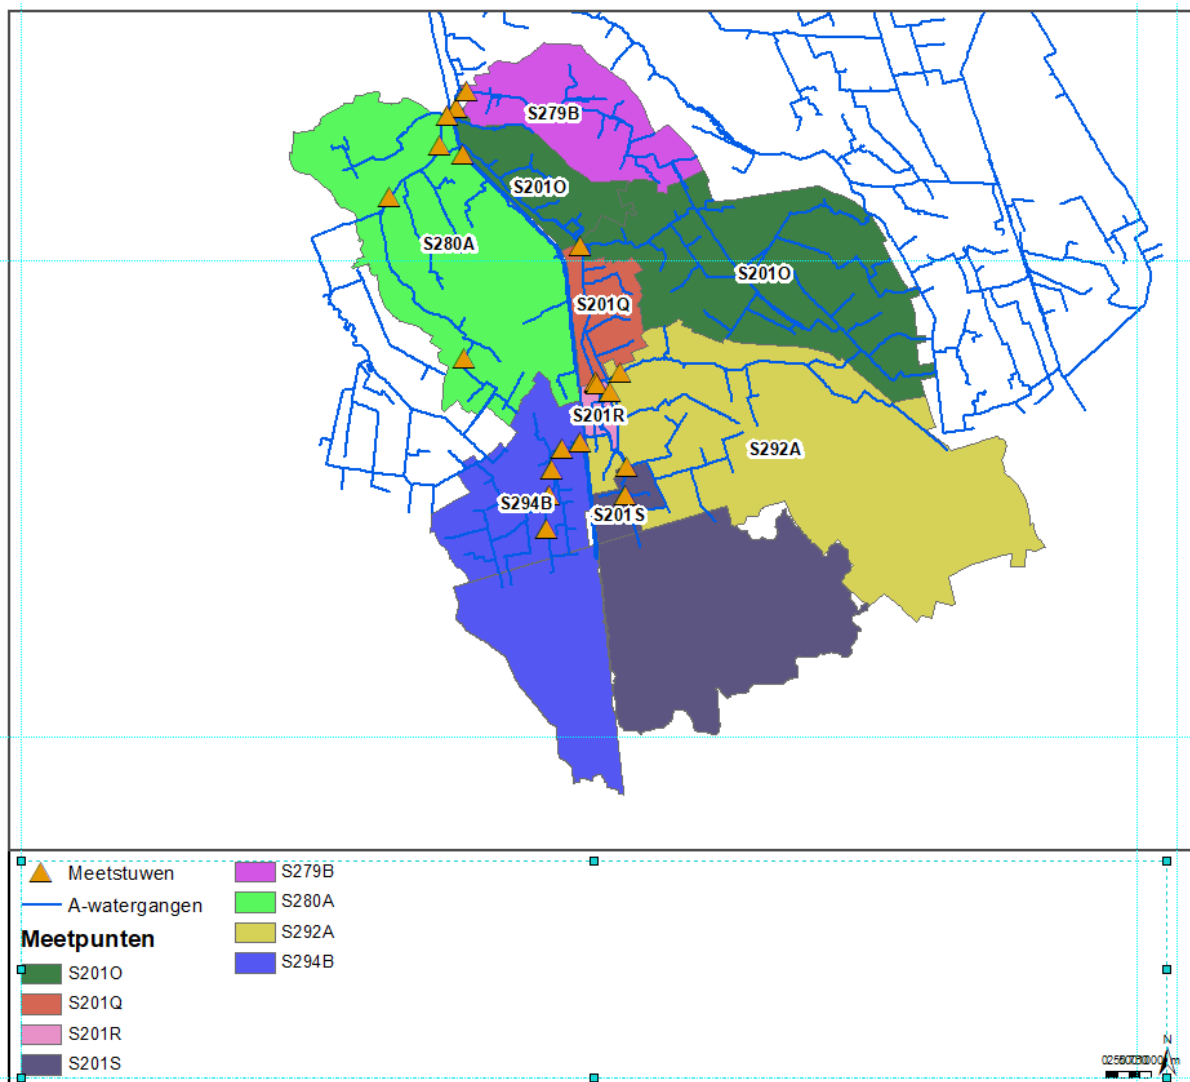 S279B
S201O
S280A
S201O
S201Q
S201R
S292A
S294B
S201S
Meetstuwen
A-watergangen
Meetpunten
S201O
S201Q
S201R
S201S
S279B
S280A
S292A
S294B
N
m